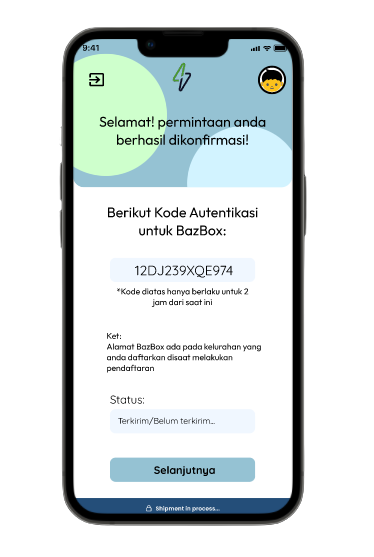 9:41
Selamat! permintaan anda
berhasil dikonfirmasi!
Berikut Kode Autentikasi
untuk BazBox:
12DJ239XQE974
*Kode diatas hanya berlaku untuk 2
jam dari saat ini
Ket:
Alamat BazBox ada pada kelurahan yang
anda daftarkan disaat melakukan
pendaftaran
Status:
Terkirim/Belum terkirim...
Selanjutnya
Shipment in process...